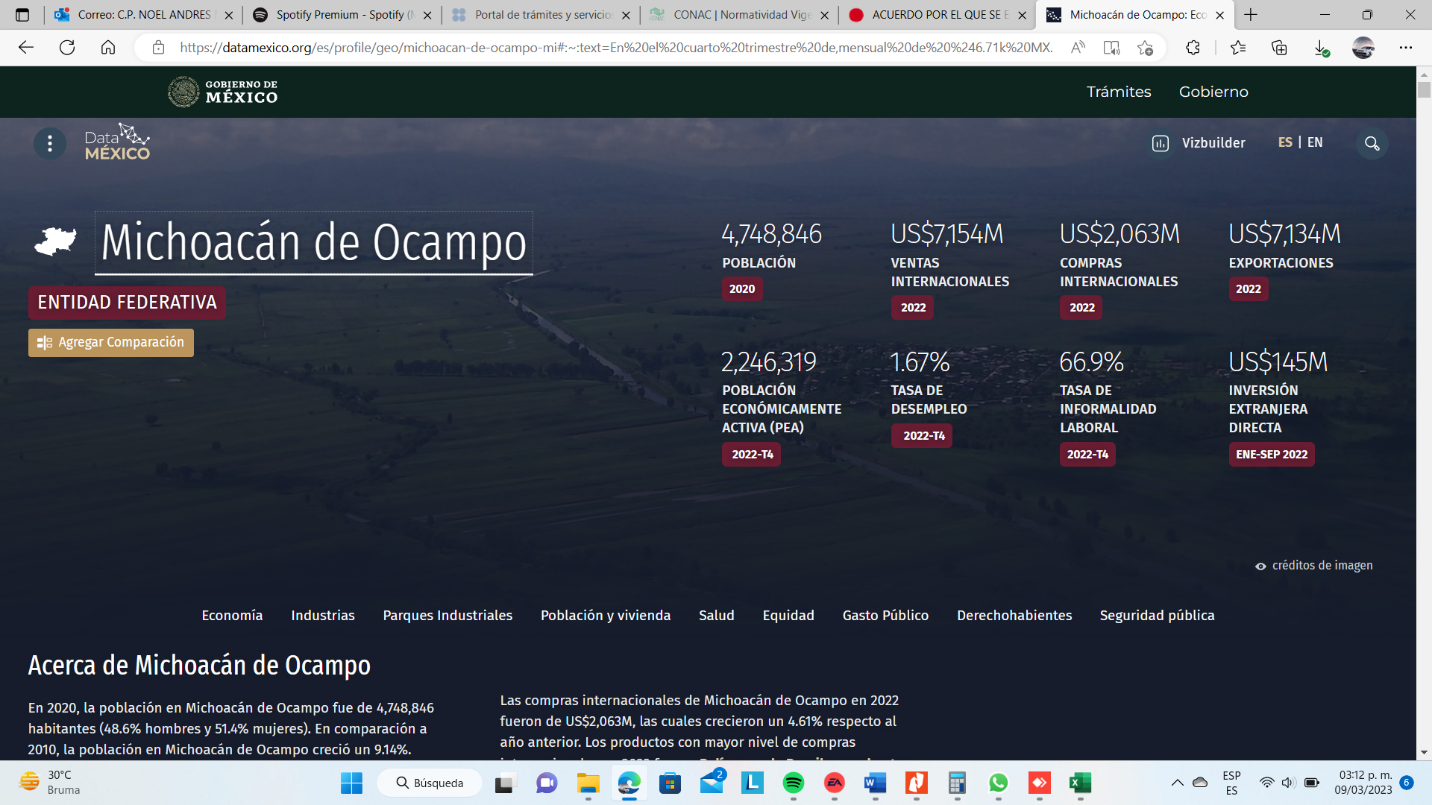 Correo: C.P. NOEL ANDRES
Spotify Premium - Spotify (
Portal de trámites y servicio
CONAC | Normatividad Vige
ACUERDO POR EL QUE SE E
Michoacán de Ocampo: Eco
https://datamexico.org/es/profile/geo/michoacan-de-ocampo-mi#:~:text=En%20el%20cuarto%20trimestre%20de,mensual%20de%20%246.71k%20MX.
GOBIERNO DE
MÉXICO
Trámites
Gobierno
Data
MÉXICO
Vizbuilder
ES | EN
Michoacán de Ocampo
ENTIDAD FEDERATIVA
Agregar Comparación
4,748,846
POBLACIÓN
2020
US$7,154M
VENTAS
INTERNACIONALES
2022
US$2,063M
COMPRAS
INTERNACIONALES
2022
US$7,134M
EXPORTACIONES
2022
2,246,319
POBLACIÓN
ECONÓMICAMENTE
ACTIVA (PEA)
2022-T4
1.67%
TASA DE
DESEMPLEO
2022-T4
66.9%
TASA DE
INFORMALIDAD
LABORAL
2022-T4
US$145M
INVERSIÓN
EXTRANJERA
DIRECTA
ENE-SEP 2022
créditos de imagen
Economía
Industrias
Parques Industriales
Población y vivienda
Salud
Equidad
Gasto Público
Derechohabientes
Seguridad pública
Acerca de Michoacán de Ocampo
En 2020, la población en Michoacán de Ocampo fue de 4,748,846
habitantes (48.6% hombres y 51.4% mujeres). En comparación a
2010, la población en Michoacán de Ocampo creció un 9.14%.
Las compras internacionales de Michoacán de Ocampo en 2022
fueron de US$2,063M, las cuales crecieron un 4.61% respecto al
año anterior. Los productos con mayor nivel de compras
30°C
Bruma
Búsqueda
2
ESP
ES
03:12 p. m.
09/03/2023
6